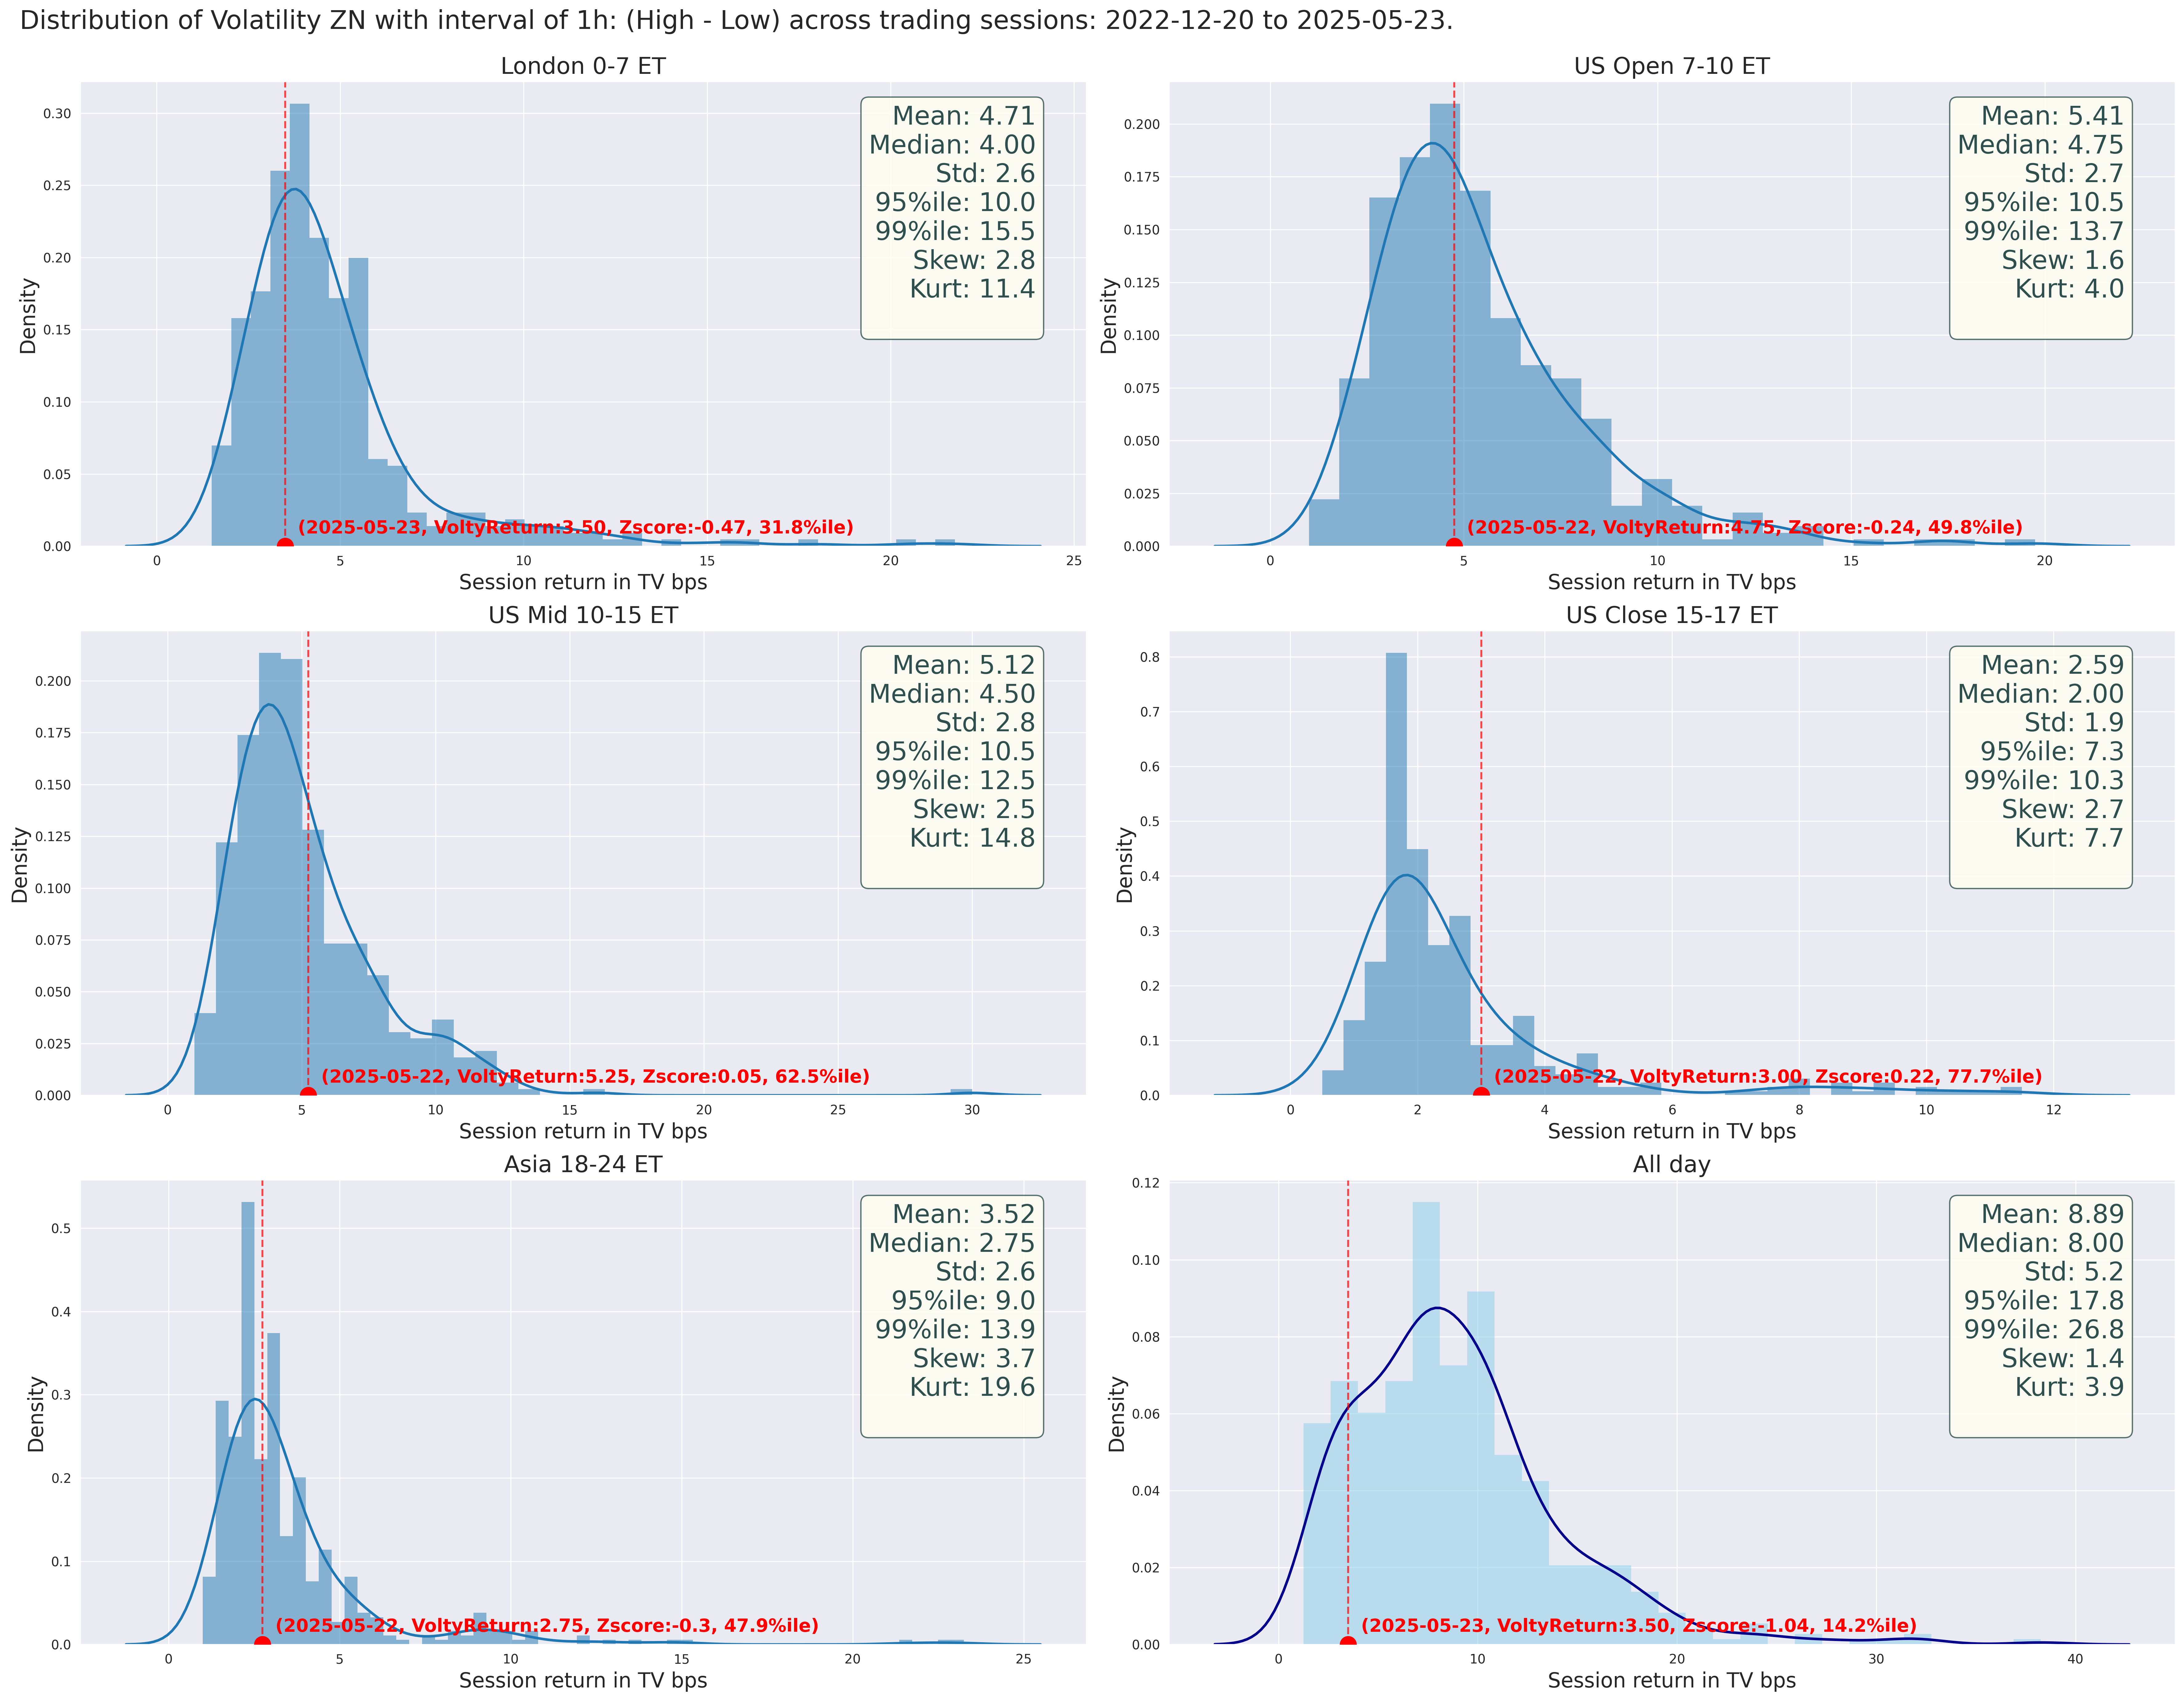 Distribution of Volatility ZN with interval of 1h: (High - Low) across trading sessions: 2022-12-20 to 2025-05-23.
London 0-7 ET
Density
0.30
0.25
0.20
0.15
0.10
0.05
0.00
Mean: 4.71
Median: 4.00
Std: 2.6
95%ile: 10.0
99%ile: 15.5
Skew: 2.8
Kurt: 11.4
(2025-05-23, VoltyReturn:3.50, Zscore:-0.47, 31.8%ile)
0 5 10 15 20 25
Session return in TV bps
US Open 7-10 ET
Density
0.200
0.175
0.150
0.125
0.100
0.075
0.050
0.025
0.000
Mean: 5.41
Median: 4.75
Std: 2.7
95%ile: 10.5
99%ile: 13.7
Skew: 1.6
Kurt: 4.0
(2025-05-22, VoltyReturn:4.75, Zscore:-0.24, 49.8%ile)
0 5 10 15 20
Session return in TV bps
US Mid 10-15 ET
Density
0.200
0.175
0.150
0.125
0.100
0.075
0.050
0.025
0.000
Mean: 5.12
Median: 4.50
Std: 2.8
95%ile: 10.5
99%ile: 12.5
Skew: 2.5
Kurt: 14.8
(2025-05-22, VoltyReturn:5.25, Zscore:0.05, 62.5%ile)
0 5 10 15 20 25 30
Session return in TV bps
US Close 15-17 ET
Density
0.8
0.7
0.6
0.5
0.4
0.3
0.2
0.1
0.0
Mean: 2.59
Median: 2.00
Std: 1.9
95%ile: 7.3
99%ile: 10.3
Skew: 2.7
Kurt: 7.7
(2025-05-22, VoltyReturn:3.00, Zscore:0.22, 77.7%ile)
0 2 4 6 8 10 12
Session return in TV bps
Asia 18-24 ET
Density
0.5
0.4
0.3
0.2
0.1
0.0
Mean: 3.52
Median: 2.75
Std: 2.6
95%ile: 9.0
99%ile: 13.9
Skew: 3.7
Kurt: 19.6
(2025-05-22, VoltyReturn:2.75, Zscore:-0.3, 47.9%ile)
0 5 10 15 20 25
Session return in TV bps
All day
Density
0.12
0.10
0.08
0.06
0.04
0.02
0.00
Mean: 8.89
Median: 8.00
Std: 5.2
95%ile: 17.8
99%ile: 26.8
Skew: 1.4
Kurt: 3.9
(2025-05-23, VoltyReturn:3.50, Zscore:-1.04, 14.2%ile)
0 10 20 30 40
Session return in TV bps